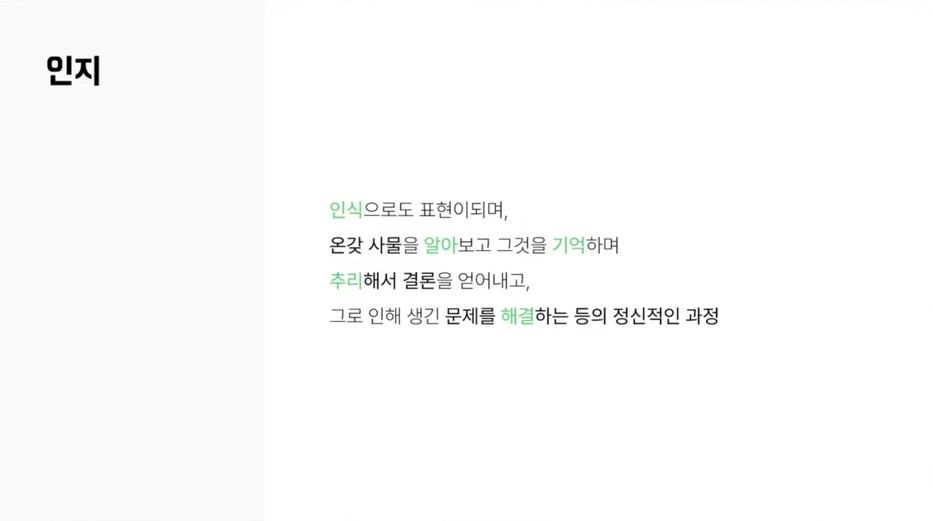 인지
인식으로도 표현이되며,
온갖 사물을 알아보고 그것을 기억하며
추리해서 결론을 얻어내고,
그로 인해 생긴 문제를 해결하는 등의 정신적인 과정